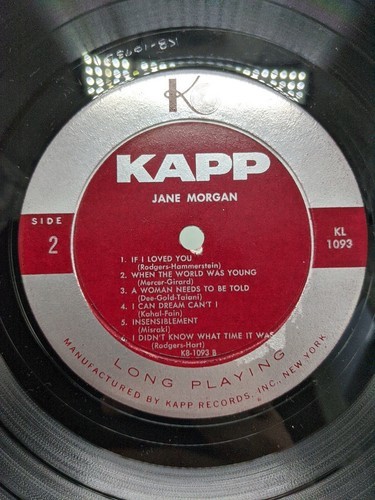 K
KAPP
JANE MORGAN
SIDE
2
KL
1093
1. IF I LOVED YOU
(Rodgers-Hammerstein)
2. WHEN THE WORLD WAS YOUNG
(Mercer-Girard)
3. A WOMAN NEEDS TO BE TOLD
(Dee-Gold-Taiani)
4. I CAN DREAM CAN'T I
(Kahal-Fain)
5. INSENSIBLEMENT
(Misraki)
6. I DIDN'T KNOW WHAT TIME IT WAS
(Rodgers-Hart)
KB-1093 B
LONG PLAYING
MANUFACTURED BY KAPP RECORDS, INC., NEW YORK